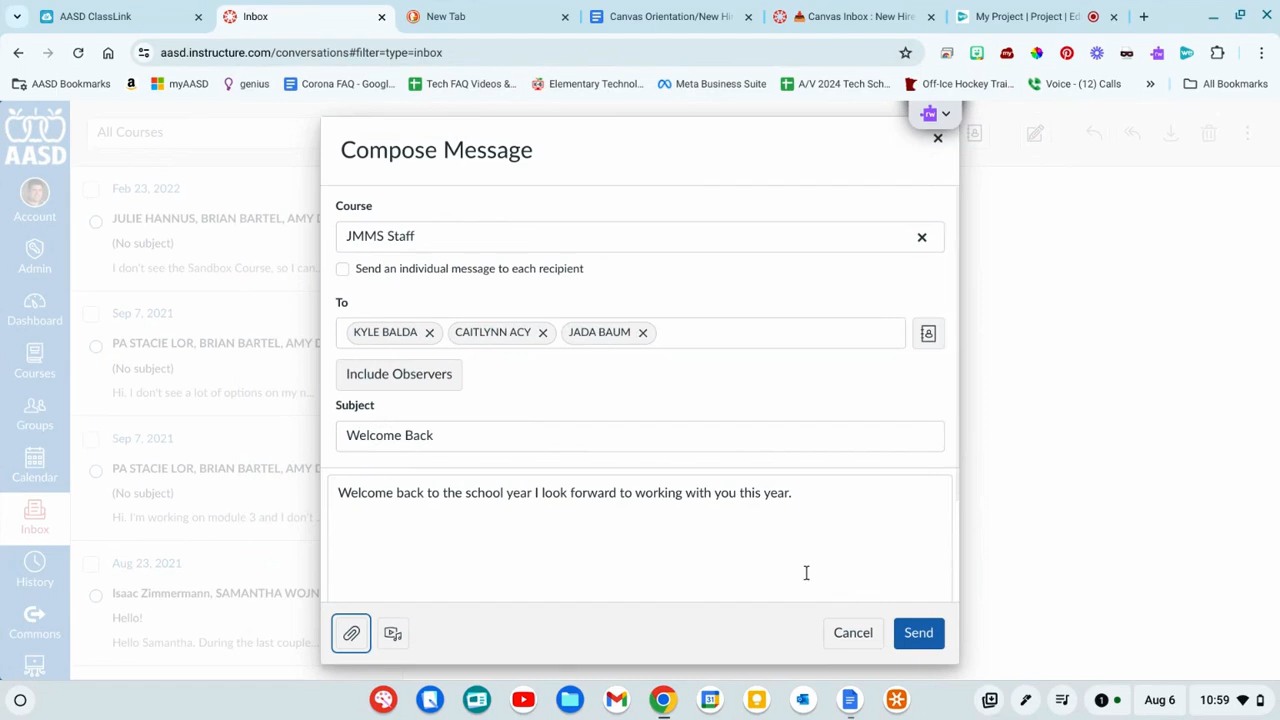 AASD ClassLink
Inbox
New Tab
Canvas Orientation/New Hi
Canvas Inbox : New Hire
My Project | Project | Ed
aasd.instructure.com/conversations#filter=type=inbox
AASD Bookmarks
myAASD
genius
Corona FAQ - Googl...
Tech FAQ Videos &...
Elementary Technol...
Meta Business Suite
A/V 2024 Tech Sch...
Off-Ice Hockey Trai...
Voice - (12) Calls
All Bookmarks
AASD
Account
Admin
Dashboard
Courses
Groups
Calendar
Inbox
History
Commons
All Courses
Feb 23, 2022
JULIE HANNUS, BRIAN BARTEL, AMY D
(No subject)
I don't see the Sandbox Course, so I can...
Sep 7, 2021
PA STACIE LOR, BRIAN BARTEL, AMY D
(No subject)
Hi. I don't see a lot of options on my n...
Sep 7, 2021
PA STACIE LOR, BRIAN BARTEL, AMY D
(No subject)
Hi. I'm working on module 3 and I don't ...
Aug 23, 2021
Isaac Zimmermann, SAMANTHA WOJN
Hello!
Hello Samantha. During the last couple...
rw
Compose Message
Course
JMMS Staff
Send an individual message to each recipient
To
KYLE BALDA
CAITLYNN ACY
JADA BAUM
Include Observers
Subject
Welcome Back
Welcome back to the school year I look forward to working with you this year.
Cancel
Send
1
Aug 6
10:59